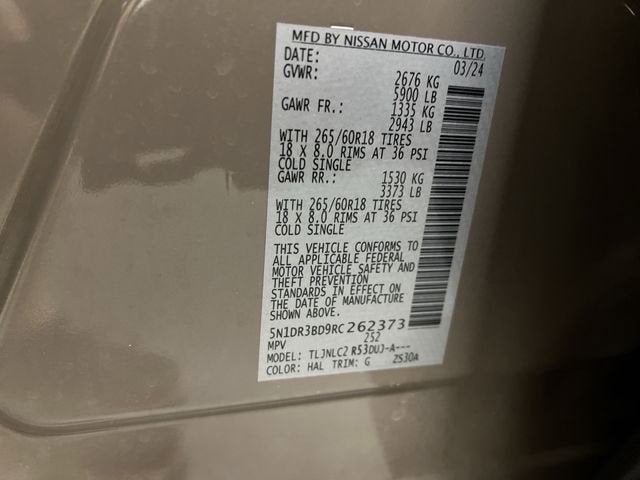 MFD BY NISSAN MOTOR CO., LTD.
DATE: 03/24
GVWR: 2676 KG
5900 LB
GAWR FR.: 1335 KG
2943 LB
WITH 265/60R18 TIRES
18 X 8.0 RIMS AT 36 PSI
COLD SINGLE
GAWR RR.: 1530 KG
3373 LB
WITH 265/60R18 TIRES
18 X 8.0 RIMS AT 36 PSI
COLD SINGLE
THIS VEHICLE CONFORMS TO
ALL APPLICABLE FEDERAL
MOTOR VEHICLE SAFETY AND
THEFT PREVENTION
STANDARDS IN EFFECT ON
THE DATE OF MANUFACTURE
SHOWN ABOVE.
5N1DR3BD9RC262373
MPV 252
MODEL: TLJNLC2 R53DUJ-A---
COLOR: HAL TRIM: G 2S30A